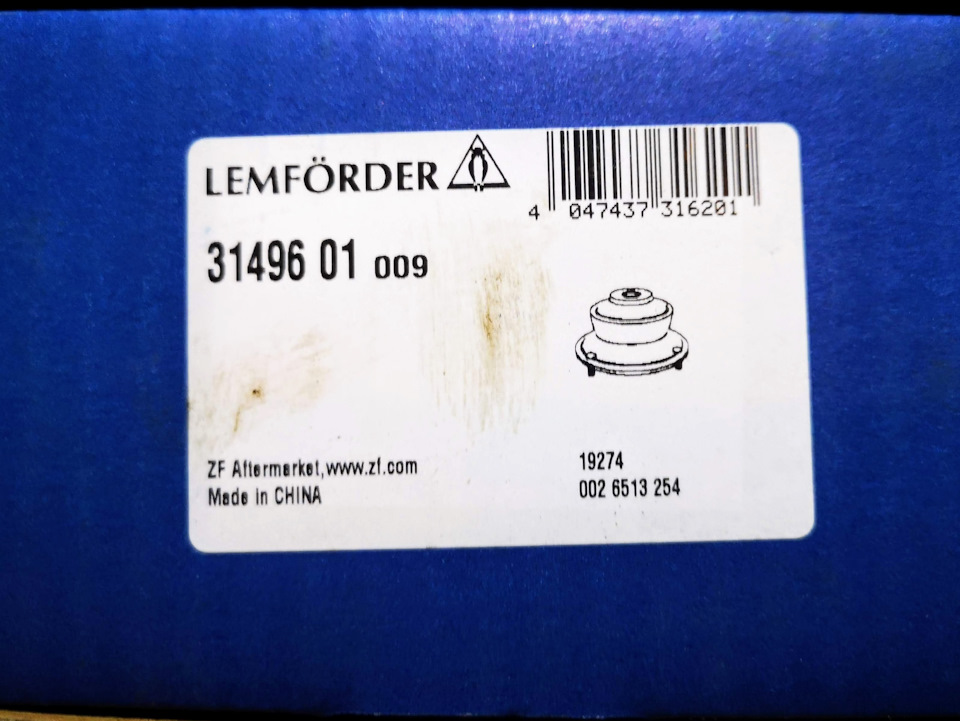 LEMFÖRDER
4 047437 316201
31496 01 009
ZF Aftermarket,www.zf.com
Made in CHINA
19274
002 6513 254